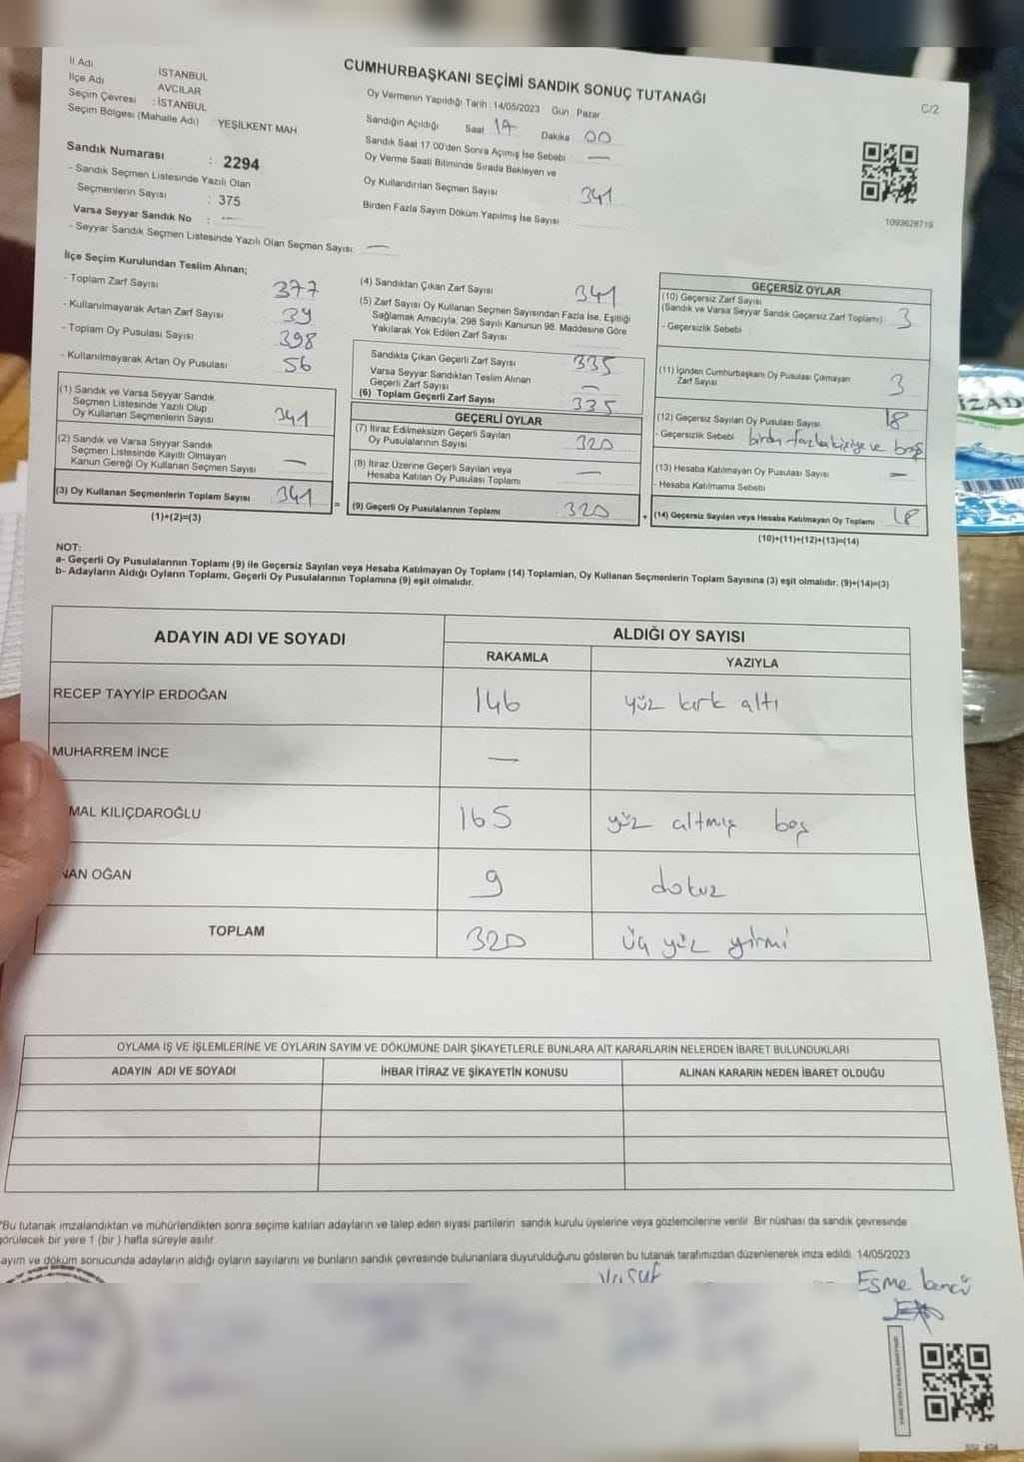 İl Adı İSTANBUL
İlçe Adı AVCILAR
Seçim Çevresi : İSTANBUL
Seçim Bölgesi (Mahalle Adı) YEŞİLKENT MAH
CUMHURBAŞKANI SEÇİMİ SANDIK SONUÇ TUTANAĞI
C/2
Oy Vermenin Yapıldığı Tarih : 14/05/2023 Gün : Pazar
Sandığın Açıldığı Saat 17 Dakika 00
Sandık Saat 17.00'den Sonra Açılmış İse Sebebi —
Oy Verme Saati Bitiminde Sırada Bekleyen ve
Oy Kullandırılan Seçmen Sayısı 341
Birden Fazla Sayım Döküm Yapılmış İse Sayısı
1093628719
Sandık Numarası : 2294
- Sandık Seçmen Listesinde Yazılı Olan
Seçmenlerin Sayısı : 375
Varsa Seyyar Sandık No : —
- Seyyar Sandık Seçmen Listesinde Yazılı Olan Seçmen Sayısı: —
İlçe Seçim Kurulundan Teslim Alınan;
- Toplam Zarf Sayısı 377
- Kullanılmayarak Artan Zarf Sayısı 39
- Toplam Oy Pusulası Sayısı 398
- Kullanılmayarak Artan Oy Pusulası 56
(1) Sandık ve Varsa Seyyar Sandık
Seçmen Listesinde Yazılı Olup
Oy Kullanan Seçmenlerin Sayısı 341
(2) Sandık ve Varsa Seyyar Sandık
Seçmen Listesinde Kayıtlı Olmayan
Kanun Gereği Oy Kullanan Seçmen Sayısı —
(3) Oy Kullanan Seçmenlerin Toplam Sayısı 341 =
(1)+(2)=(3)
(4) Sandıktan Çıkan Zarf Sayısı 341
(5) Zarf Sayısı Oy Kullanan Seçmen Sayısından Fazla İse, Eşitliği
Sağlamak Amacıyla, 298 Sayılı Kanunun 98. Maddesine Göre
Yakılarak Yok Edilen Zarf Sayısı
Sandıkta Çıkan Geçerli Zarf Sayısı 335
Varsa Seyyar Sandıktan Teslim Alınan
Geçerli Zarf Sayısı —
(6) Toplam Geçerli Zarf Sayısı 335
GEÇERLİ OYLAR
(7) İtiraz Edilmeksizin Geçerli Sayılan
Oy Pusulalarının Sayısı 320
(8) İtiraz Üzerine Geçerli Sayılan veya
Hesaba Katılan Oy Pusulası Toplamı —
(9) Geçerli Oy Pusulalarının Toplamı 320 +
GEÇERSİZ OYLAR
(10) Geçersiz Zarf Sayısı
(Sandık ve Varsa Seyyar Sandık Geçersiz Zarf Toplamı) 3
- Geçersizlik Sebebi
(11) İçinden Cumhurbaşkanı Oy Pusulası Çıkmayan
Zarf Sayısı 3
(12) Geçersiz Sayılan Oy Pusulası Sayısı 18
- Geçersizlik Sebebi birden fazla kişiye ve boş
(13) Hesaba Katılmayan Oy Pusulası Sayısı —
- Hesaba Katılmama Sebebi
(14) Geçersiz Sayılan veya Hesaba Katılmayan Oy Toplamı 18
(10)+(11)+(12)+(13)=(14)
NOT:
a- Geçerli Oy Pusulalarının Toplamı (9) ile Geçersiz Sayılan veya Hesaba Katılmayan Oy Toplamı (14) Toplamları, Oy Kullanan Seçmenlerin Toplam Sayısına (3) eşit olmalıdır. (9)+(14)=(3)
b- Adayların Aldığı Oyların Toplamı, Geçerli Oy Pusulalarının Toplamına (9) eşit olmalıdır.
ADAYIN ADI VE SOYADI ALDIĞI OY SAYISI
RAKAMLA YAZIYLA
RECEP TAYYİP ERDOĞAN 146 yüz kırk altı
MUHARREM İNCE —
MAL KILIÇDAROĞLU 165 yüz altmış beş
NAN OĞAN 9 dokuz
TOPLAM 320 üç yüz yirmi
OYLAMA İŞ VE İŞLEMLERİNE VE OYLARIN SAYIM VE DÖKÜMÜNE DAİR ŞİKAYETLERLE BUNLARA AİT KARARLARIN NELERDEN İBARET BULUNDUKLARI
ADAYIN ADI VE SOYADI İHBAR İTİRAZ VE ŞİKAYETİN KONUSU ALINAN KARARIN NEDEN İBARET OLDUĞU
*Bu tutanak imzalandıktan ve mühürlendikten sonra seçime katılan adayların ve talep eden siyasi partilerin sandık kurulu üyelerine veya gözlemcilerine verilir. Bir nüshası da sandık çevresinde
görülecek bir yere 1 (bir ) hafta süreyle asılır.
ayım ve döküm sonucunda adayların aldığı oyların sayılarını ve bunların sandık çevresinde bulunanlara duyurulduğunu gösteren bu tutanak tarafımızdan düzenlenerek imza edildi. 14/05/2023
Yusuf
Esme
İZAD